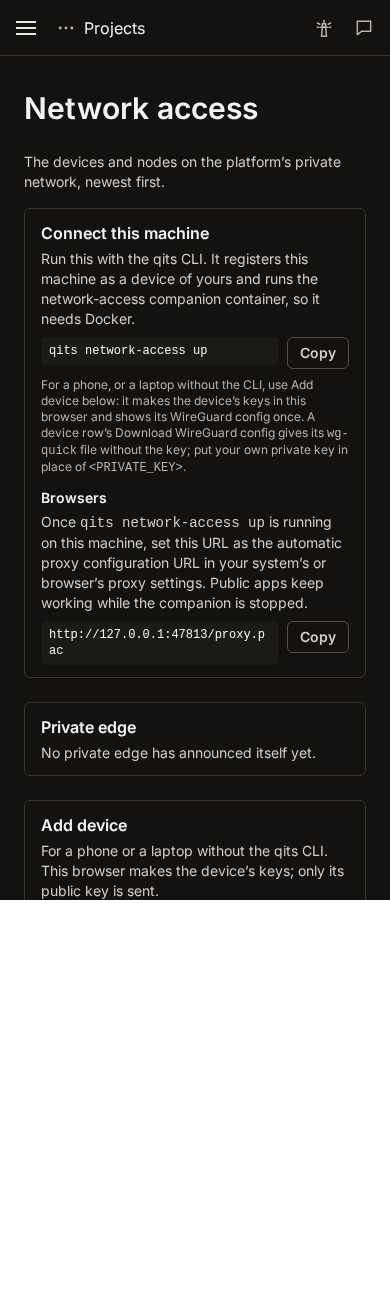 Projects
Network access
The devices and nodes on the platform’s private
network, newest first.
Connect this machine
Run this with the qits CLI. It registers this
machine as a device of yours and runs the
network-access companion container, so it
needs Docker.
qits network-access up
Copy
For a phone, or a laptop without the CLI, use Add
device below: it makes the device’s keys in this
browser and shows its WireGuard config once. A
device row’s Download WireGuard config gives its wg-
quick file without the key; put your own private key in
place of <PRIVATE_KEY>.
Browsers
Once qits network-access up is running
on this machine, set this URL as the automatic
proxy configuration URL in your system’s or
browser’s proxy settings. Public apps keep
working while the companion is stopped.
http://127.0.0.1:47813/proxy.p
ac
Copy
Private edge
No private edge has announced itself yet.
Add device
For a phone or a laptop without the qits CLI.
This browser makes the device’s keys; only its
public key is sent.